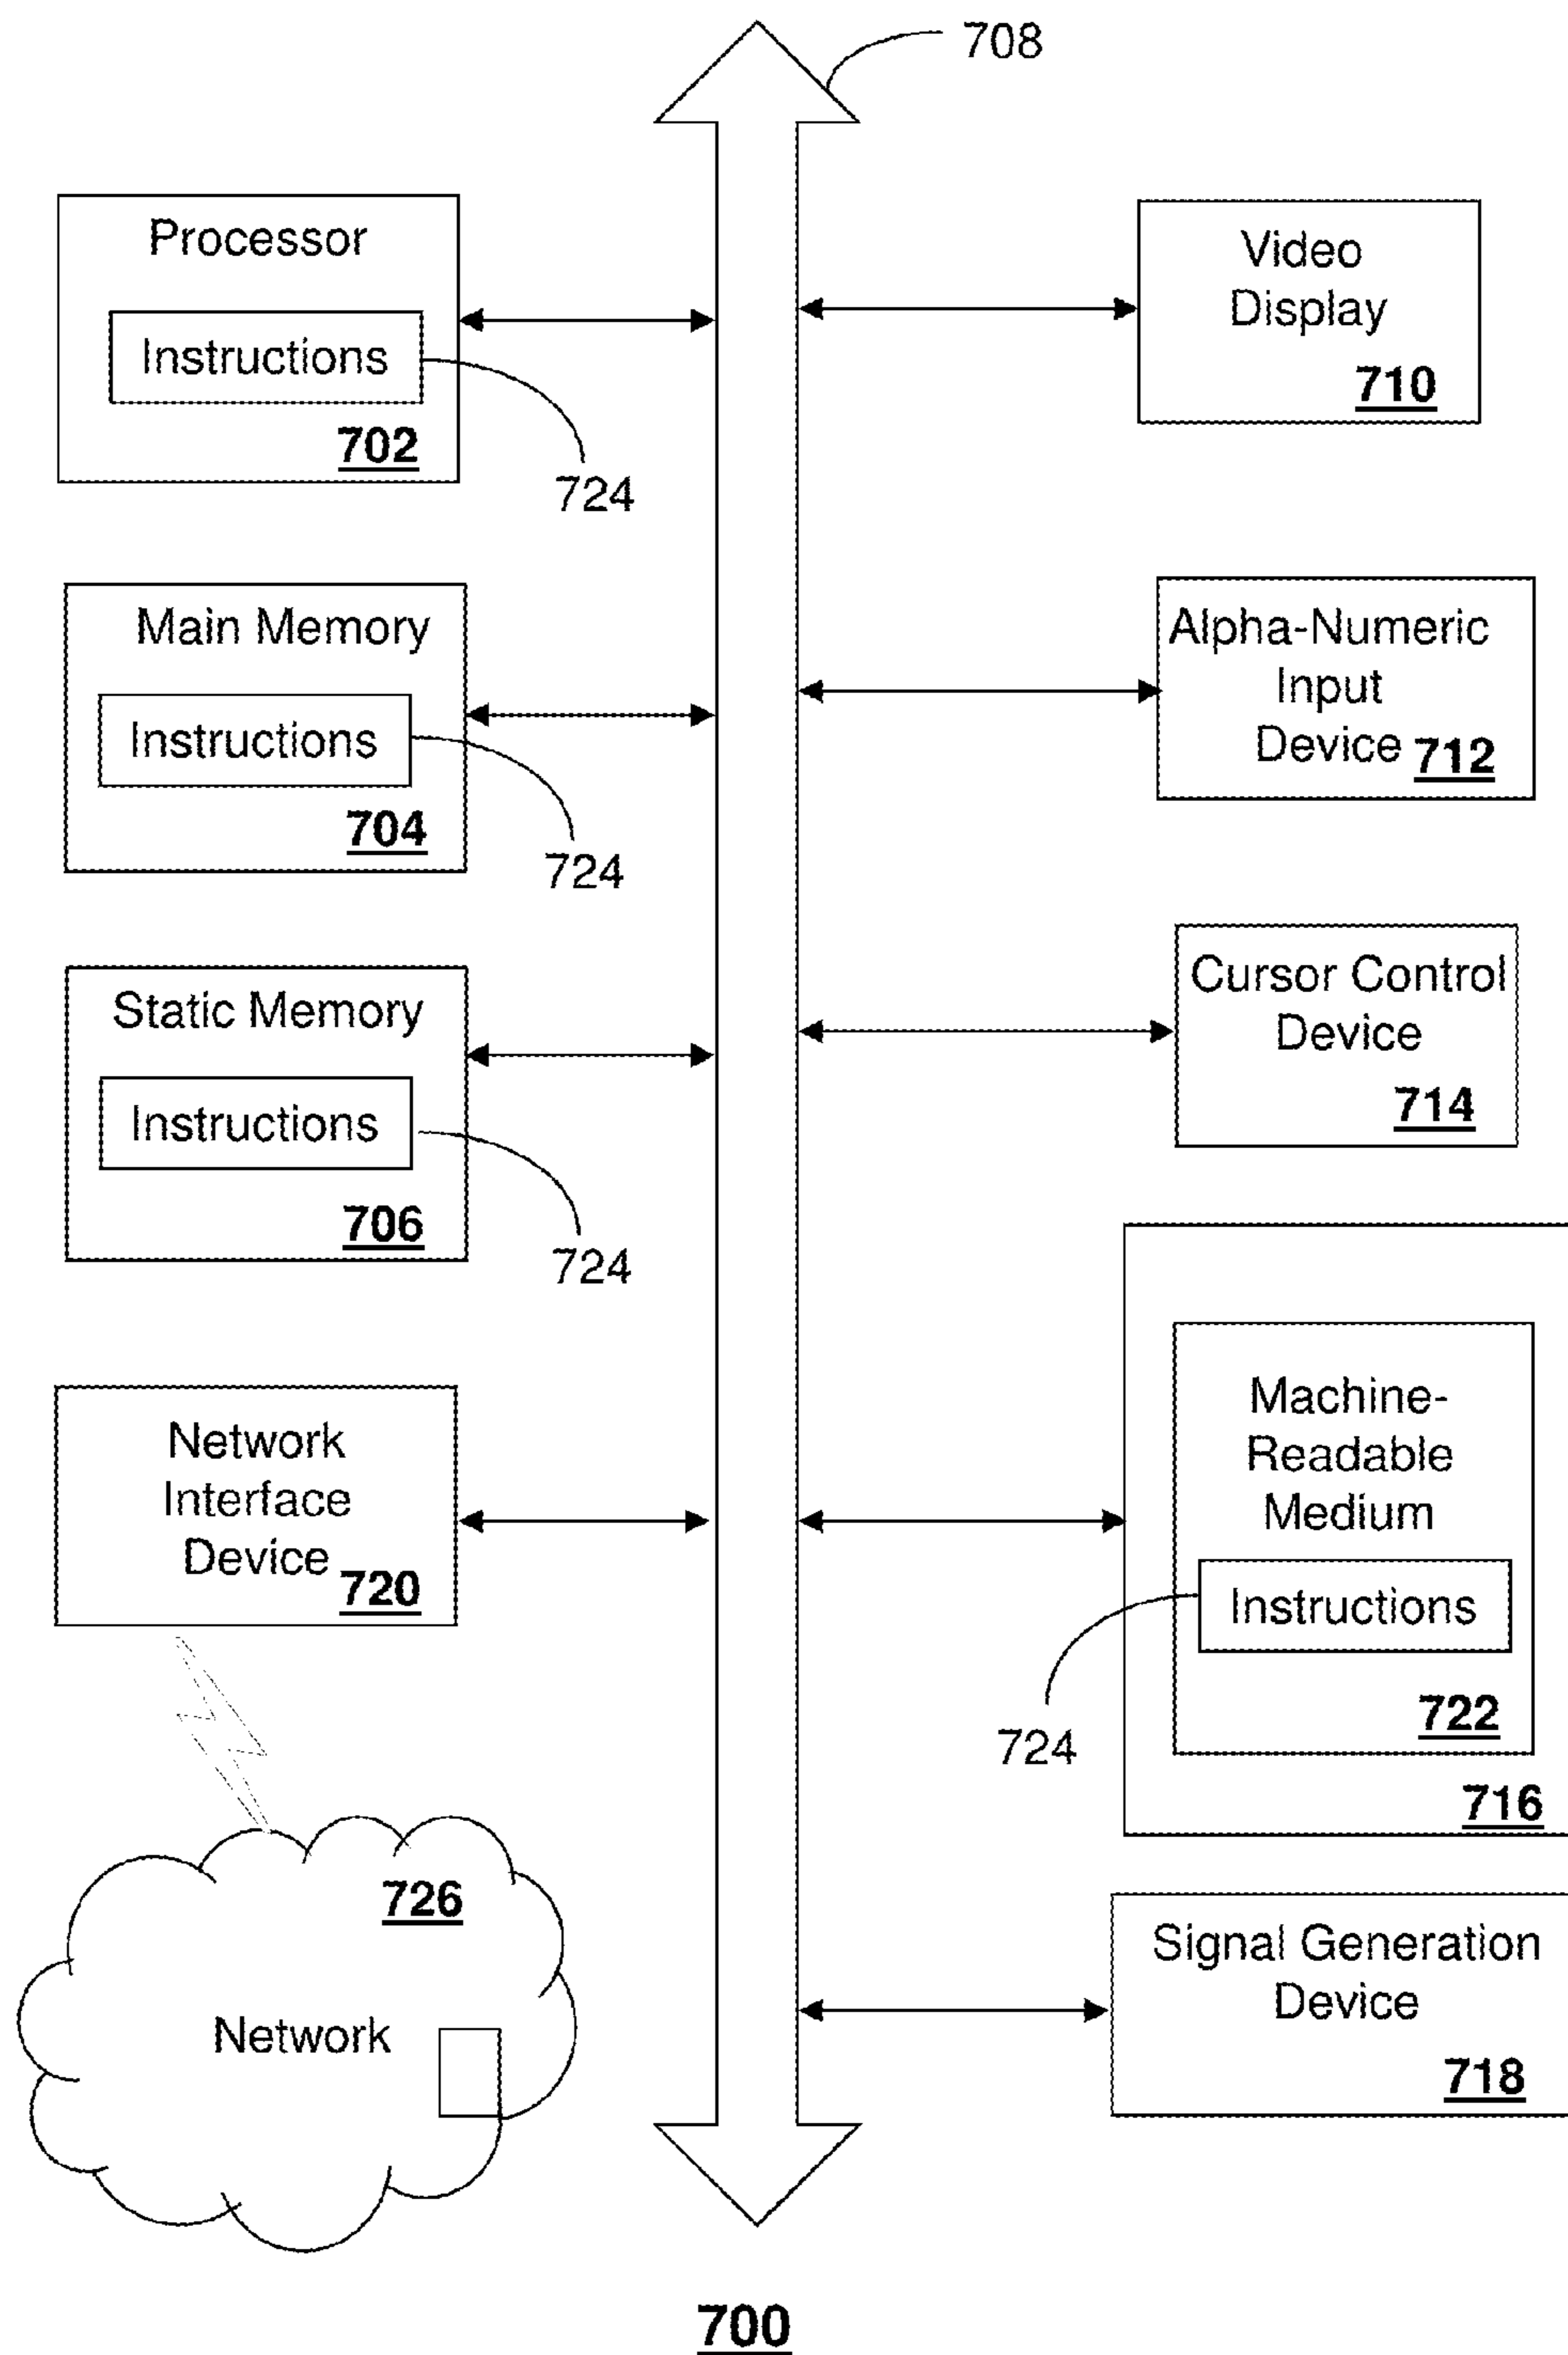 708
Processor
Instructions
702
724
Main Memory
Instructions
704
724
Static Memory
Instructions
706
724
Network
Interface
Device
720
726
Network
Video
Display
710
Alpha-Numeric
Input
Device
712
Cursor Control
Device
714
Machine-
Readable
Medium
Instructions
722
724
716
Signal Generation
Device
718
700